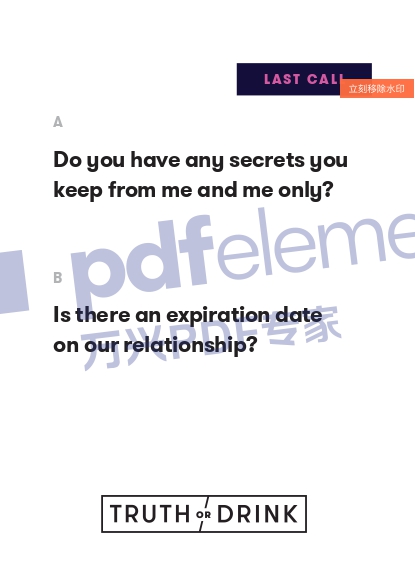 LAST CALL
立刻移除水印
A
Do you have any secrets you
keep from me and me only?
pdfeleme
B
Is there an expiration date
on our relationship?
万兴PDF专家
TRUTH OR DRINK